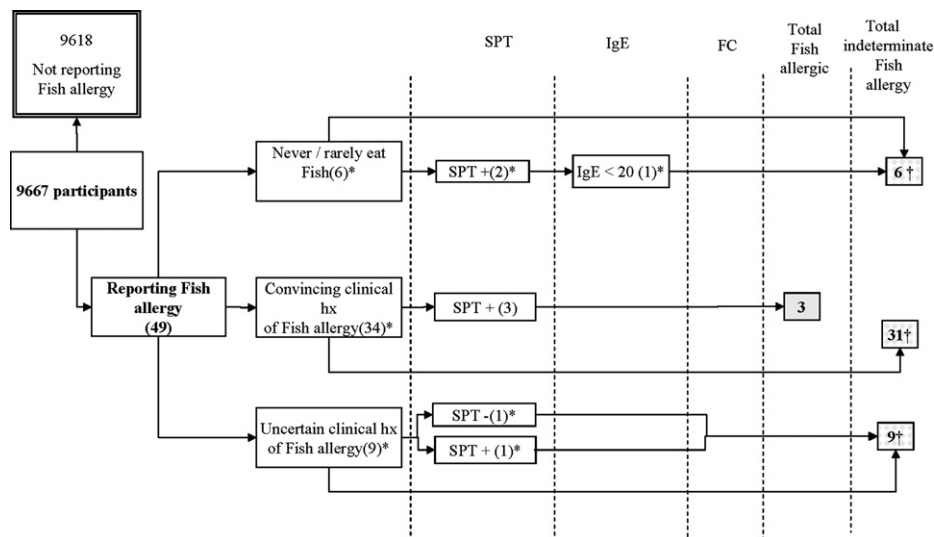 9618
Not reporting
Fish allergy
9667 participants
Reporting Fish
allergy
(49)
SPT
IgE
FC
Total
Fish
allergic
Total
indeterminate
Fish
allergy
Never / rarely eat
Fish(6)*
SPT +(2)*
IgE < 20 (1)*
6 †
Convincing clinical
hx
of Fish allergy(34)*
SPT + (3)
3
31†
Uncertain clinical hx
of Fish allergy(9)*
SPT -(1)*
SPT + (1)*
9†